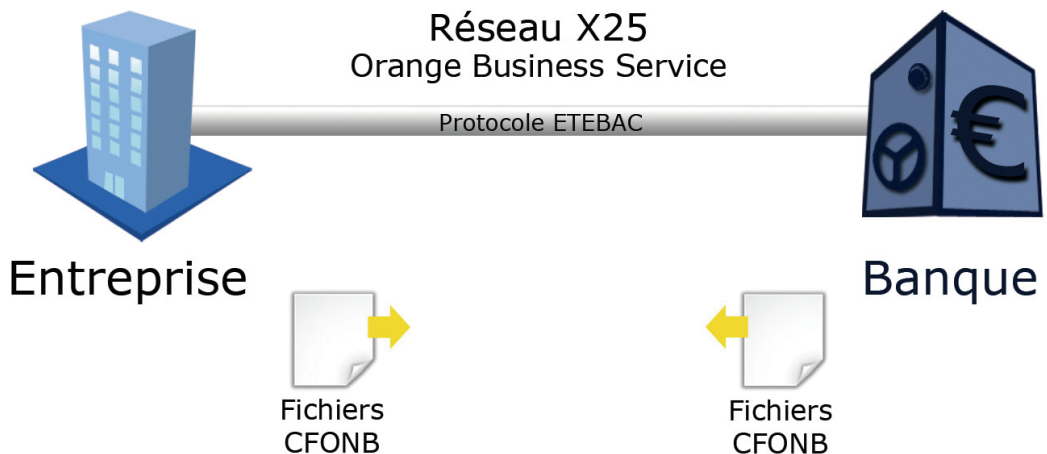 Réseau X25
Orange Business Service
Protocole ETEBAC
€
Entreprise
Banque
Fichiers
CFONB
Fichiers
CFONB